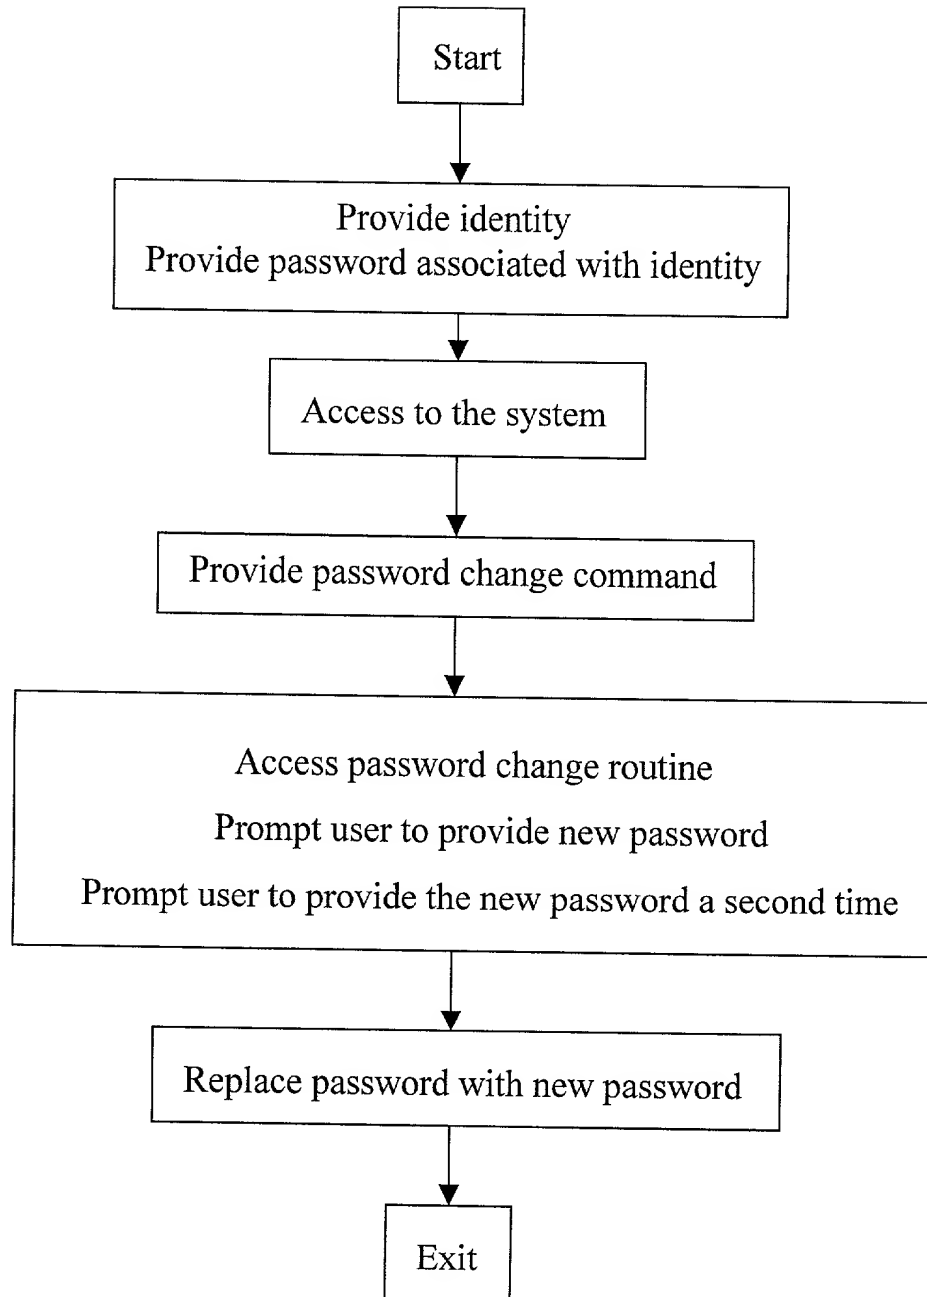 Start
Provide identity
Provide password associated with identity
Access to the system
Provide password change command
Access password change routine
Prompt user to provide new password
Prompt user to provide the new password a second time
Replace password with new password
Exit